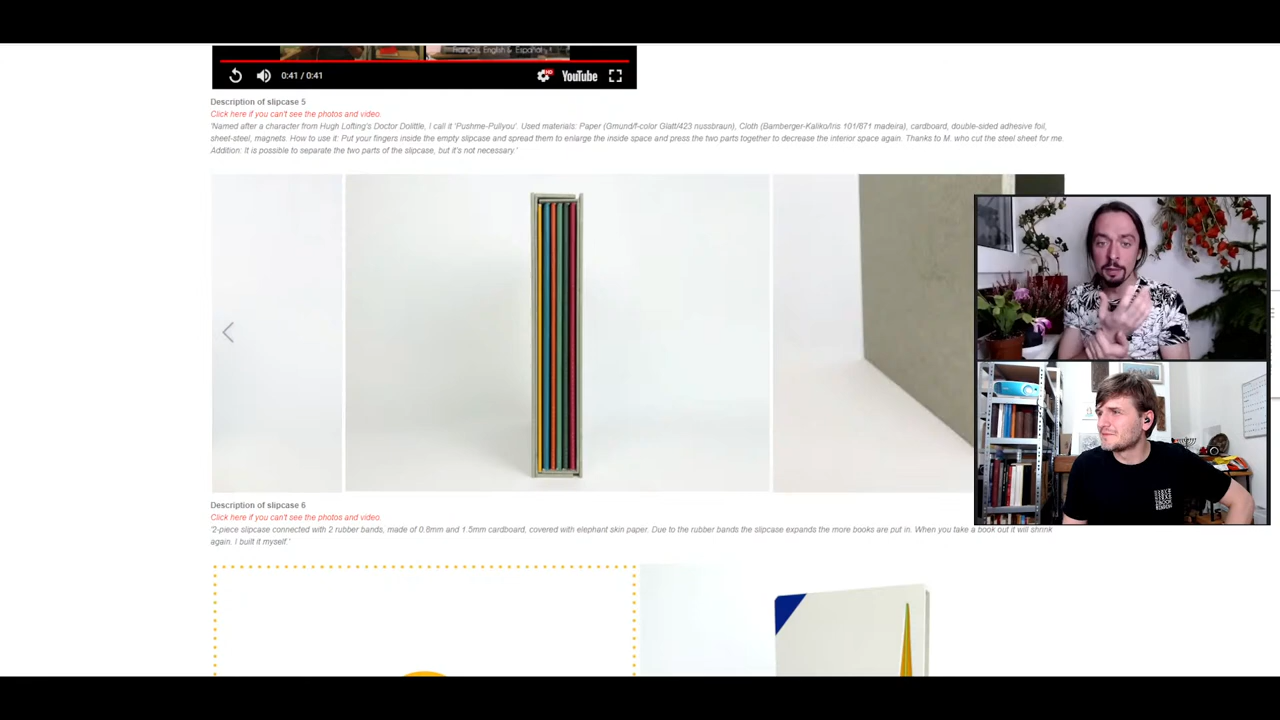 Français, English & Español
0:41 / 0:41
HD
YouTube
Description of slipcase 5
Click here if you can't see the photos and video.
'Named after a character from Hugh Lofting's Doctor Dolittle, I call it 'Pushme-Pullyou'. Used materials: Paper (Gmund/f-color Glatt/423 nussbraun), Cloth (Bamberger-Kaliko/Iris 101/871 madeira), cardboard, double-sided adhesive foil,
sheet-steel, magnets. How to use it: Put your fingers inside the empty slipcase and spread them to enlarge the inside space and press the two parts together to decrease the interior space again. Thanks to M. who cut the steel sheet for me.
Addition: It is possible to separate the two parts of the slipcase, but it's not necessary.'
Description of slipcase 6
Click here if you can't see the photos and video.
'2-piece slipcase connected with 2 rubber bands, made of 0.8mm and 1.5mm cardboard, covered with elephant skin paper. Due to the rubber bands the slipcase expands the more books are put in. When you take a book out it will shrink
again. I built it myself.'